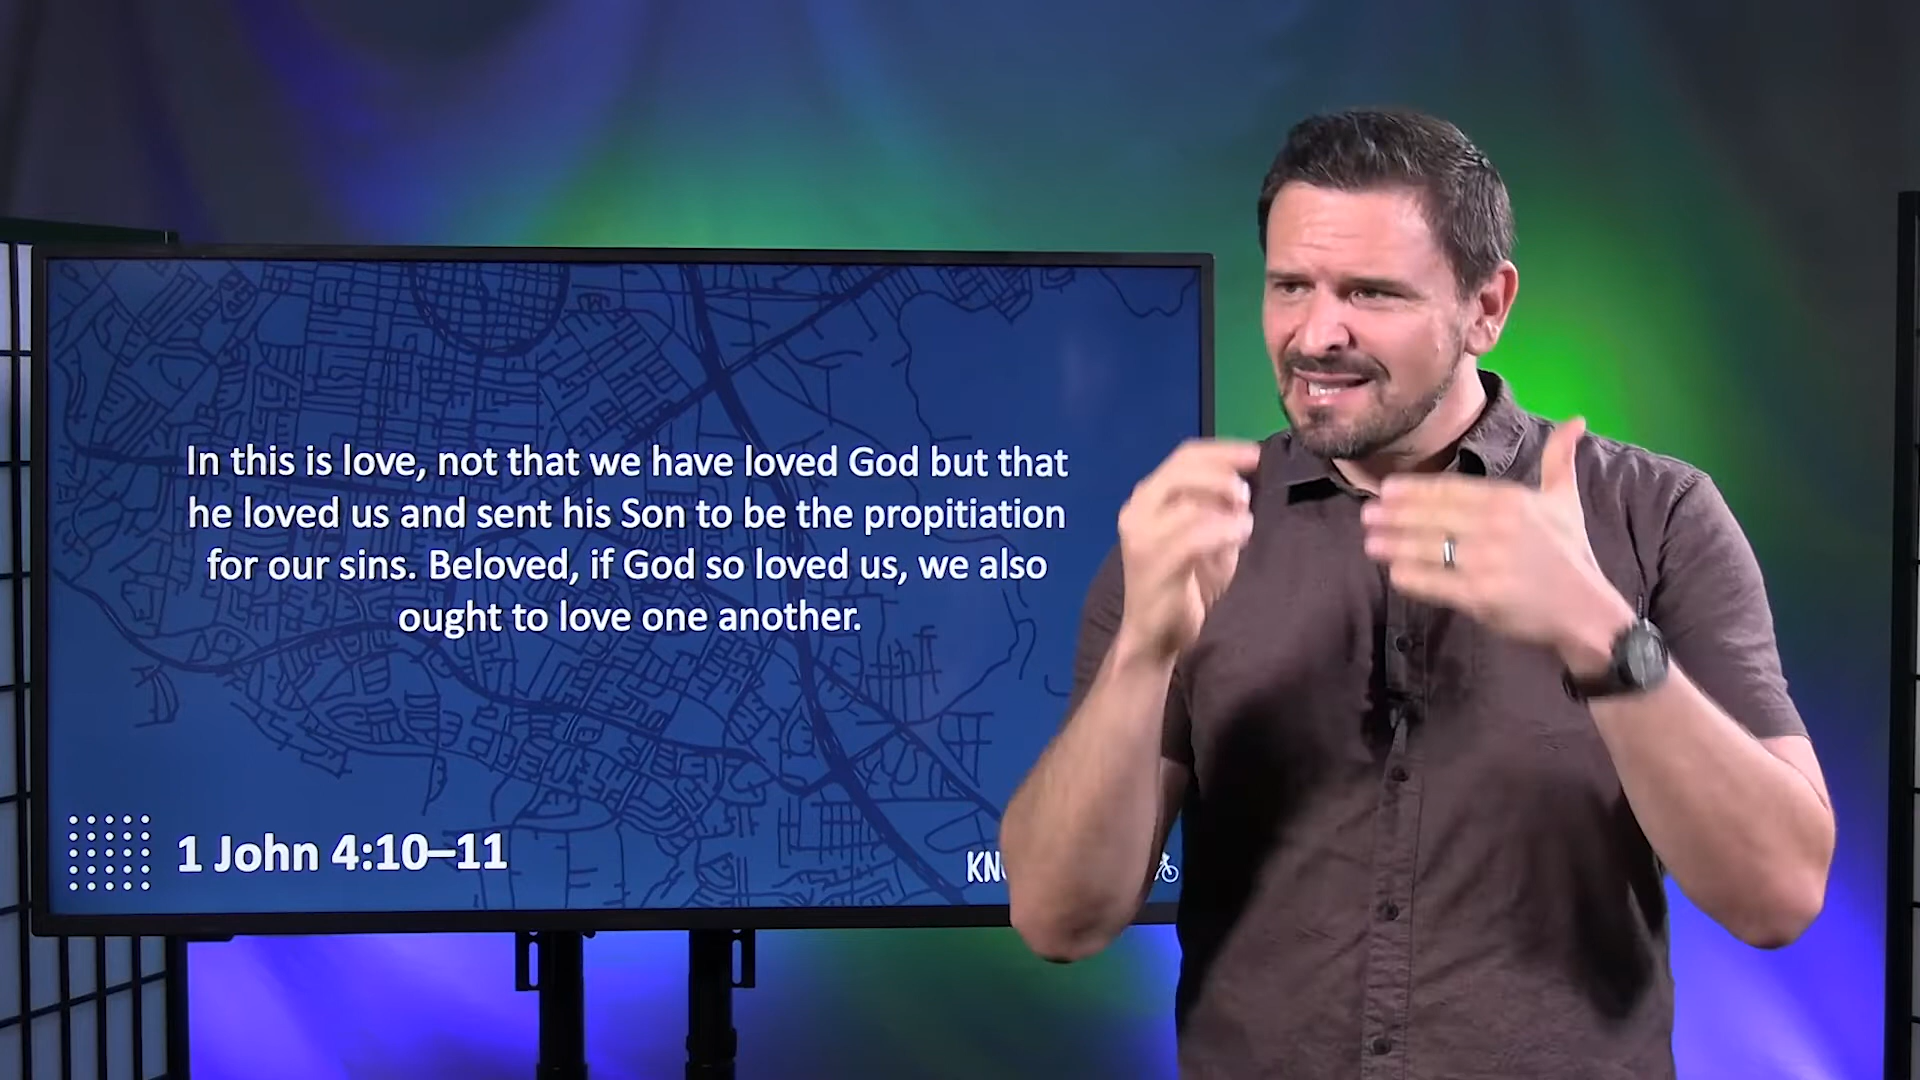 In this is love, not that we have loved God but that
he loved us and sent his Son to be the propitiation
for our sins. Beloved, if God so loved us, we also
ought to love one another.
1 John 4:10–11